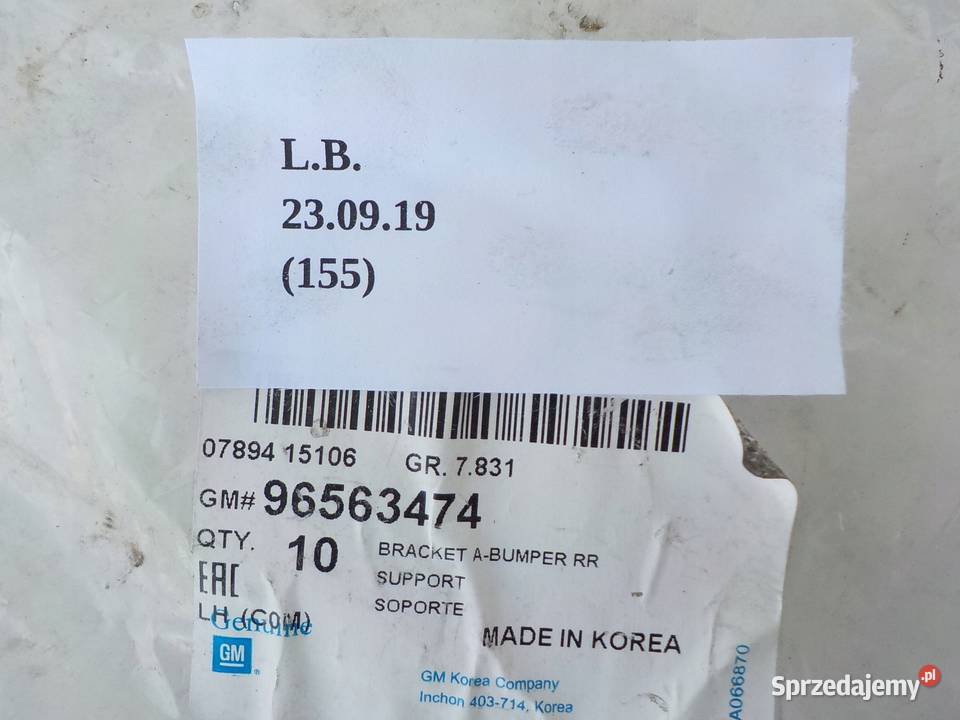 L.B.
23.09.19
(155)
07894 15106 GR. 7.831
GM# 96563474
QTY. 10 BRACKET A-BUMPER RR
EAC SUPPORT
LH (COM) SOPORTE
Genuine MADE IN KOREA
GM
GM Korea Company
Inchon 403-714, Korea
A066870
Sprzedajemy.pl